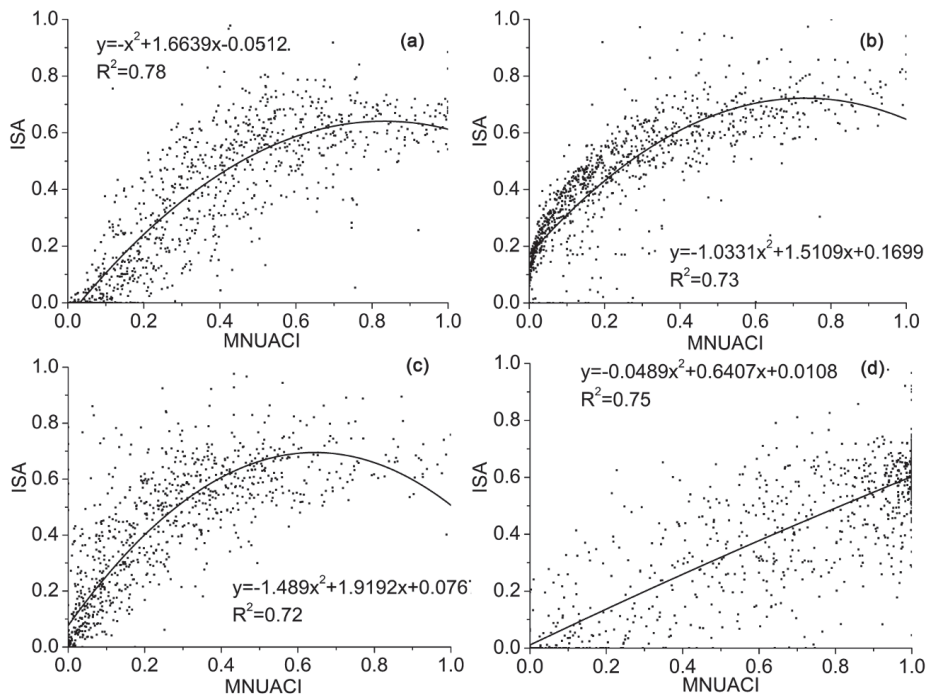 y=-x²+1.6639x-0.0512
R²=0.78
(a)
1.0
0.8
0.6
0.4
0.2
0.0
ISA
0.0 0.2 0.4 0.6 0.8 1.0
MNUACI
(b)
1.0
0.8
0.6
0.4
0.2
0.0
ISA
y=-1.0331x²+1.5109x+0.1699
R²=0.73
0.0 0.2 0.4 0.6 0.8 1.0
MNUACI
(c)
1.0
0.8
0.6
0.4
0.2
0.0
ISA
y=-1.489x²+1.9192x+0.076
R²=0.72
0.0 0.2 0.4 0.6 0.8 1.0
MNUACI
y=-0.0489x²+0.6407x+0.0108
(d)
R²=0.75
1.0
0.8
0.6
0.4
0.2
0.0
ISA
0.0 0.2 0.4 0.6 0.8 1.0
MNUACI